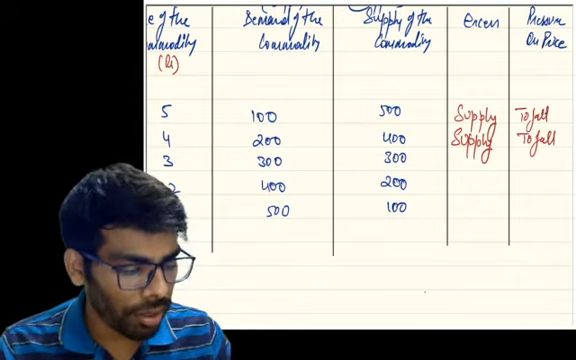 e of the Demand of the Supply of the Excess Pressure
ommodity Commodity Commodity On Price
(Rs)
5 100 500 Supply To fall
4 200 400 Supply To fall
3 300 300
2 400 200
500 100